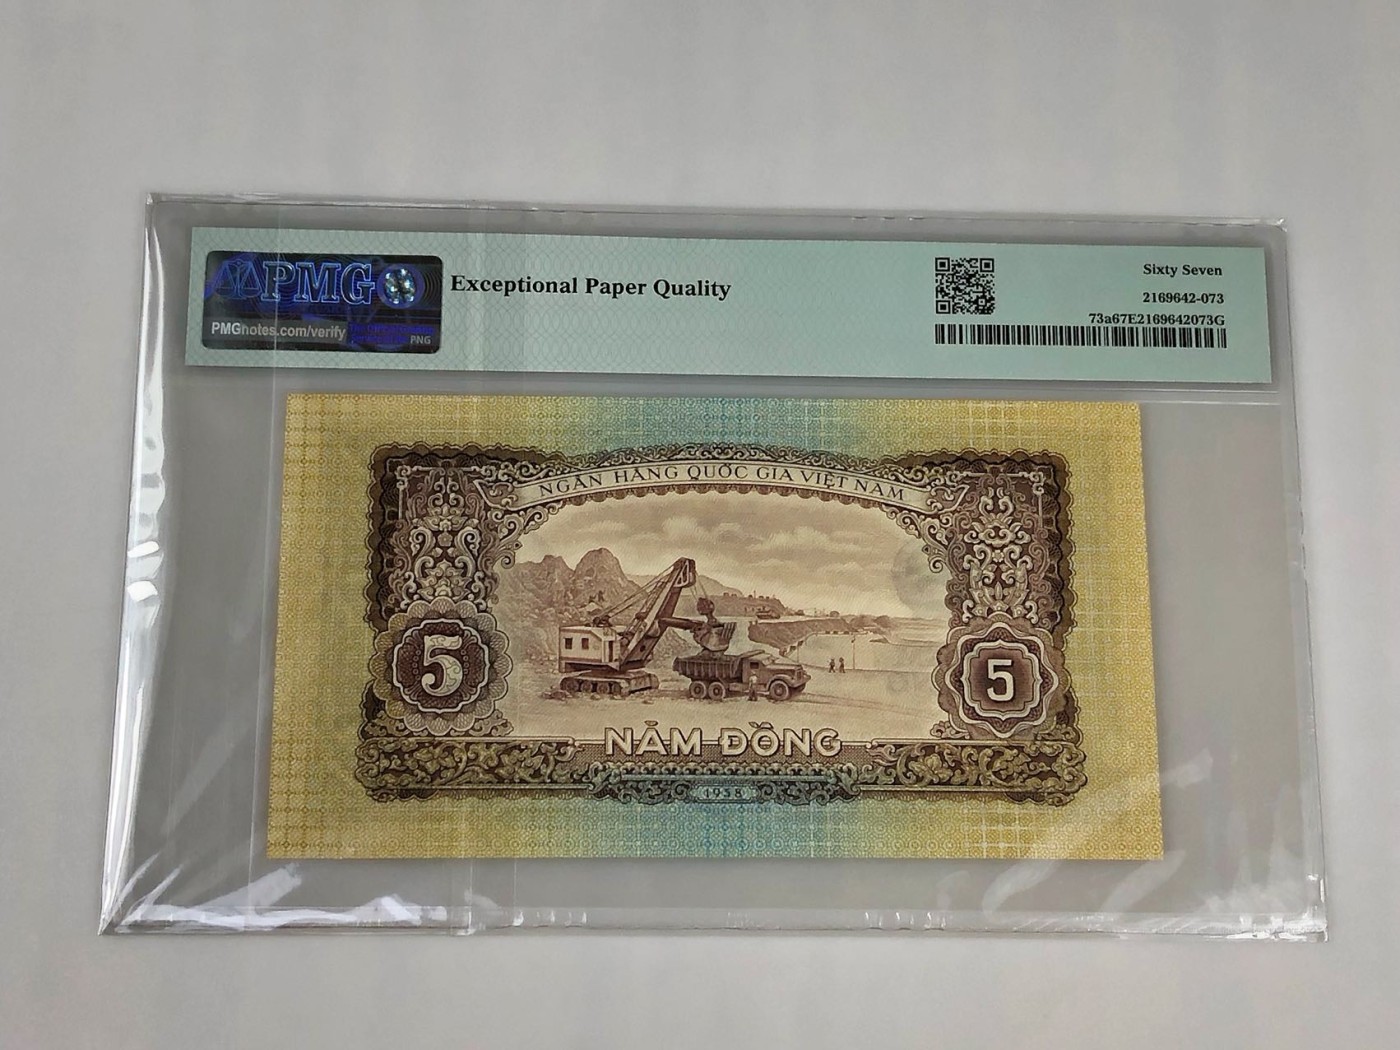 PMG
PMGnotes.com/verify
PNG
Exceptional Paper Quality
Sixty Seven
2169642-073
73a67E2169642073G
NGÂN HÀNG QUỐC GIA VIỆT NAM
5
5
NĂM ĐỒNG
1958